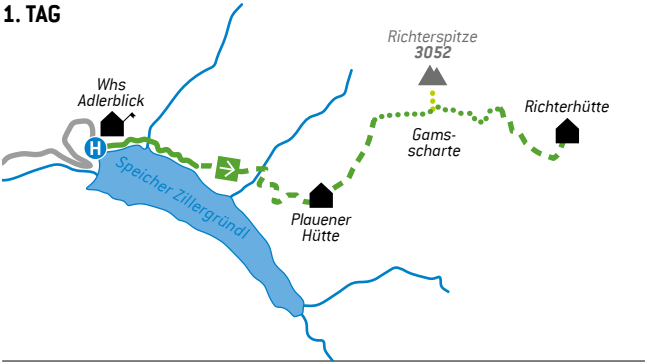 1. TAG
Richterspitze
3052
Whs
Adlerblick
Richterhütte
Gams-
scharte
H
Speicher Zillergründl
Plauener
Hütte